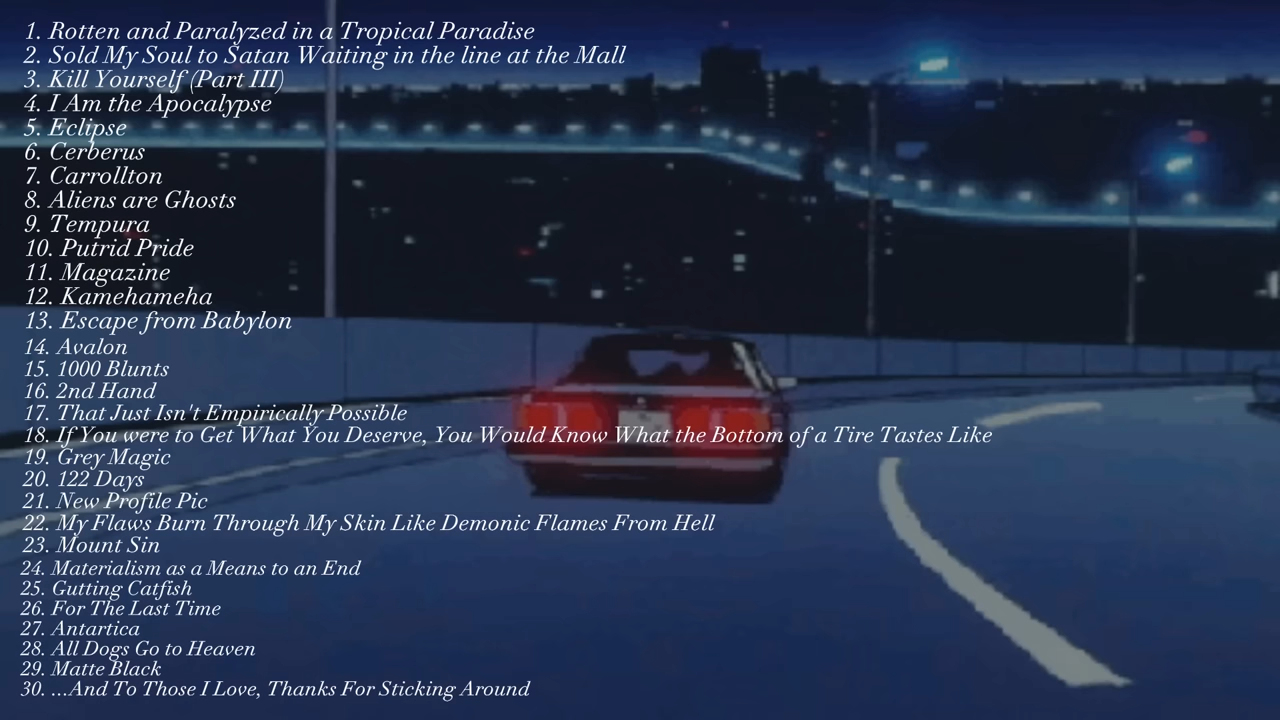 1. Rotten and Paralyzed in a Tropical Paradise
2. Sold My Soul to Satan Waiting in the line at the Mall
3. Kill Yourself (Part III)
4. I Am the Apocalypse
5. Eclipse
6. Cerberus
7. Carrollton
8. Aliens are Ghosts
9. Tempura
10. Putrid Pride
11. Magazine
12. Kamehameha
13. Escape from Babylon
14. Avalon
15. 1000 Blunts
16. 2nd Hand
17. That Just Isn't Empirically Possible
18. If You were to Get What You Deserve, You Would Know What the Bottom of a Tire Tastes Like
19. Grey Magic
20. 122 Days
21. New Profile Pic
22. My Flaws Burn Through My Skin Like Demonic Flames From Hell
23. Mount Sin
24. Materialism as a Means to an End
25. Gutting Catfish
26. For The Last Time
27. Antartica
28. All Dogs Go to Heaven
29. Matte Black
30. ...And To Those I Love, Thanks For Sticking Around